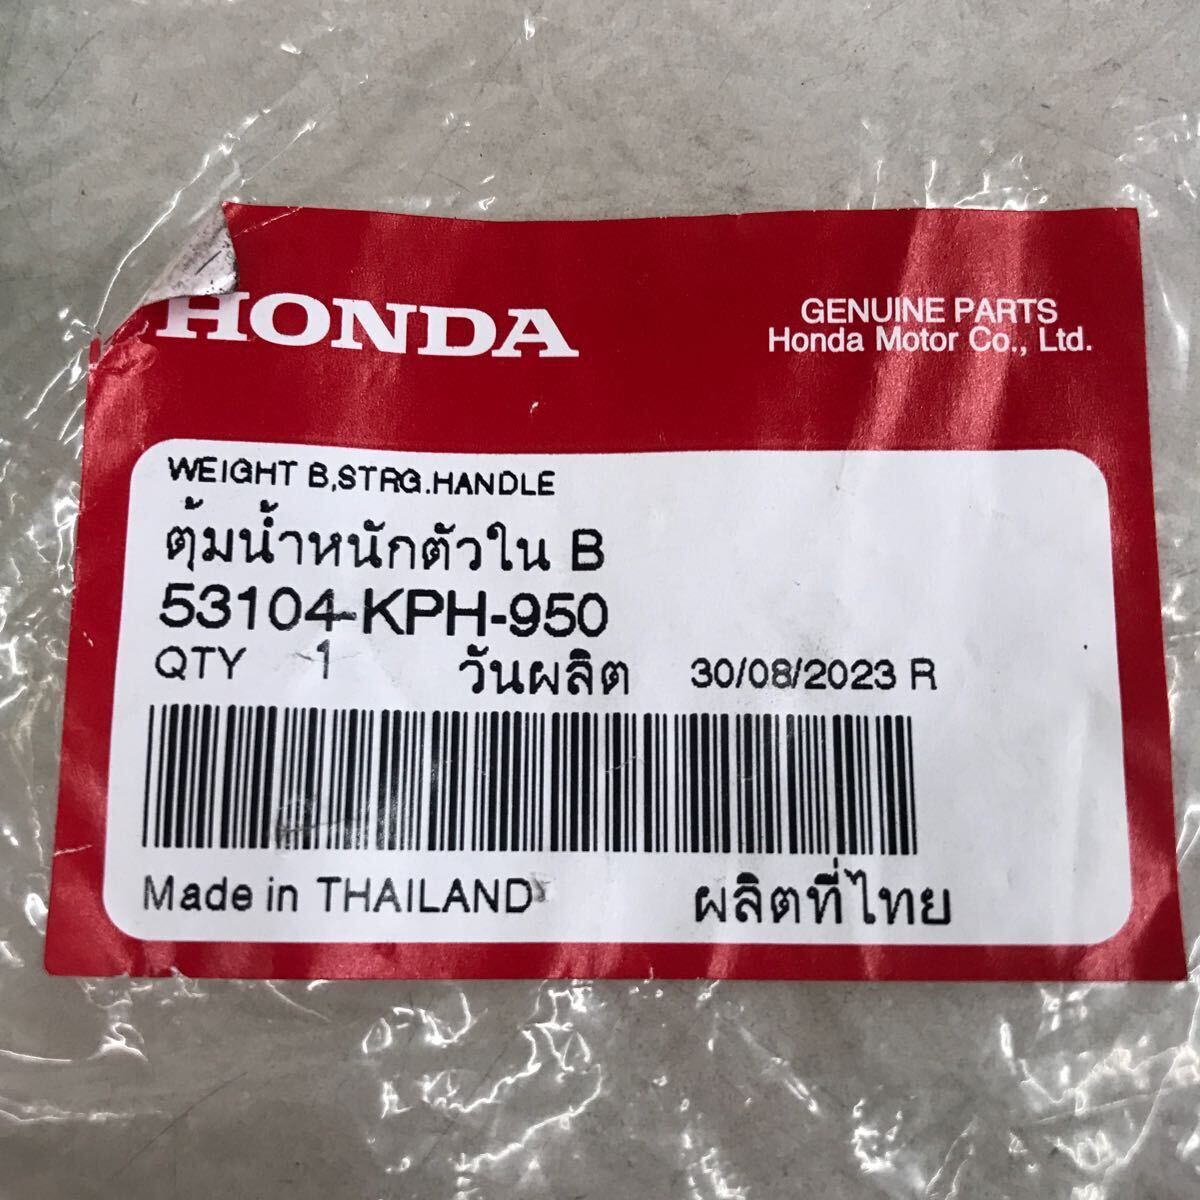 HONDA
GENUINE PARTS
Honda Motor Co., Ltd.
WEIGHT B,STRG.HANDLE
ตุ้มน้ำหนักตัวใน B
53104-KPH-950
QTY 1 วันผลิต 30/08/2023 R
Made in THAILAND ผลิตที่ไทย